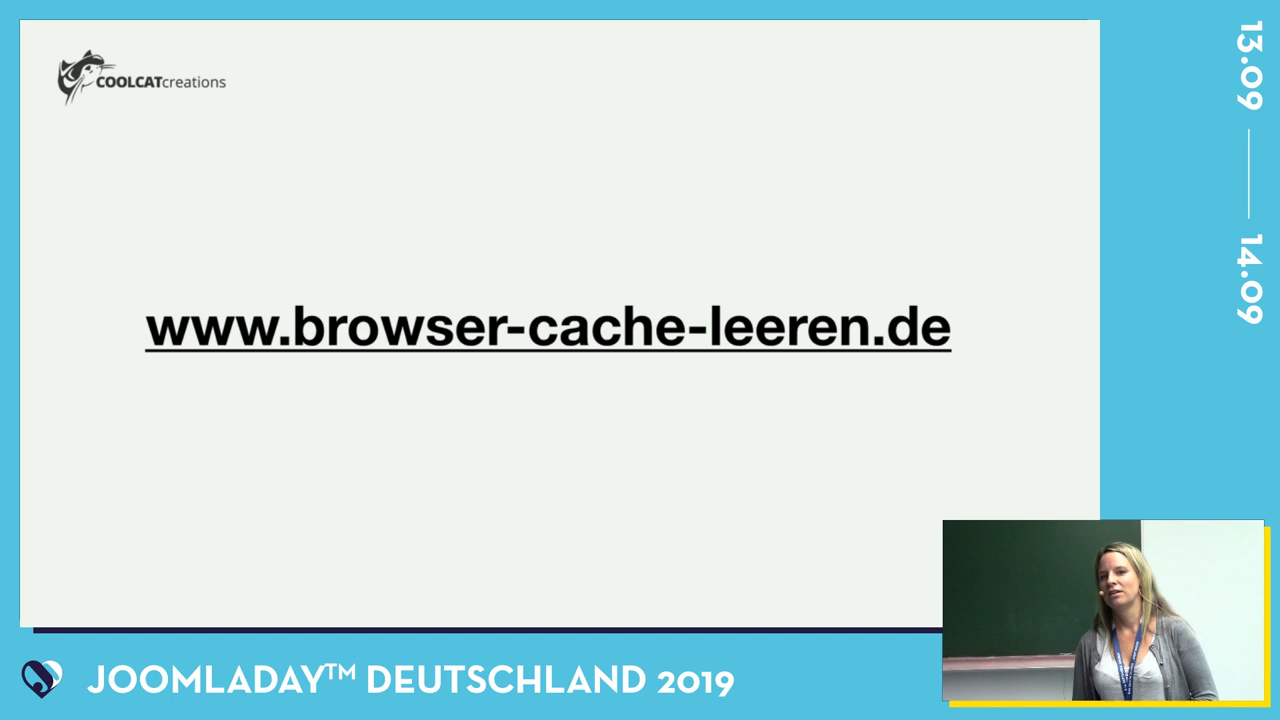 COOLCATcreations
www.browser-cache-leeren.de
13.09
14.09
JOOMLADAY™ DEUTSCHLAND 2019